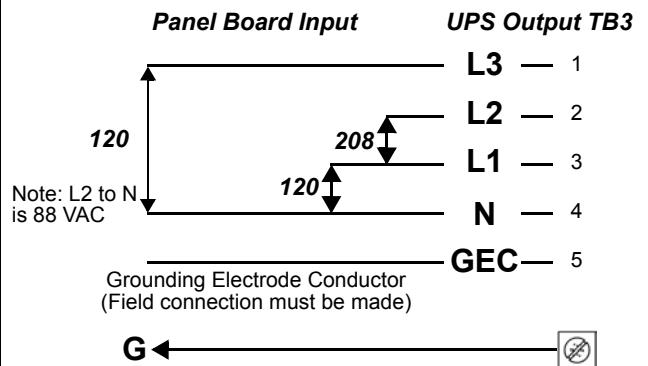 Panel Board Input UPS Output TB3
L3 1
L2 2
208
120
L1 3
120
Note: L2 to N
is 88 VAC
N 4
GEC 5
Grounding Electrode Conductor
(Field connection must be made)
G